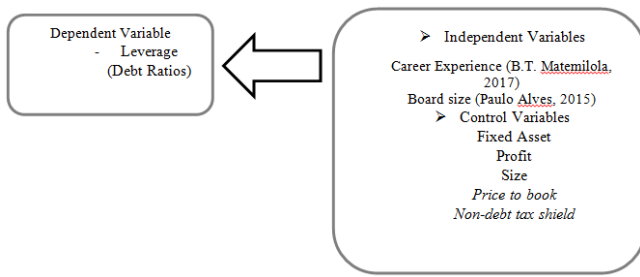 Dependent Variable
- Leverage
(Debt Ratios)
➢ Independent Variables
Career Experience (B.T. Matemilola,
2017)
Board size (Paulo Alves, 2015)
➢ Control Variables
Fixed Asset
Profit
Size
Price to book
Non-debt tax shield